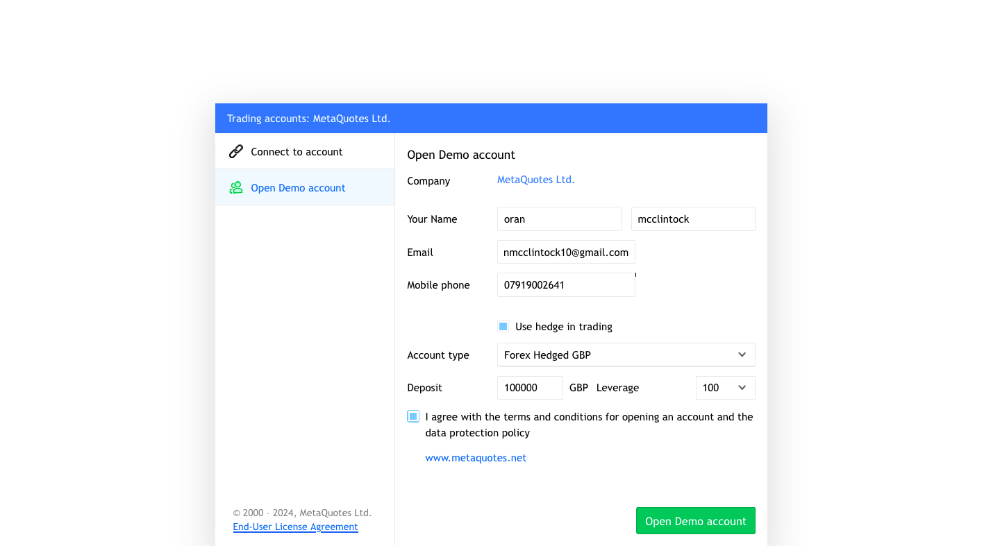 Trading accounts: MetaQuotes Ltd.
Connect to account
Open Demo account
Open Demo account
Company MetaQuotes Ltd.
Your Name oran mcclintock
Email nmcclintock10@gmail.com
Mobile phone 07919002641
Use hedge in trading
Account type Forex Hedged GBP
Deposit 100000 GBP Leverage 100
I agree with the terms and conditions for opening an account and the
data protection policy
www.metaquotes.net
© 2000 - 2024, MetaQuotes Ltd.
End-User License Agreement
Open Demo account